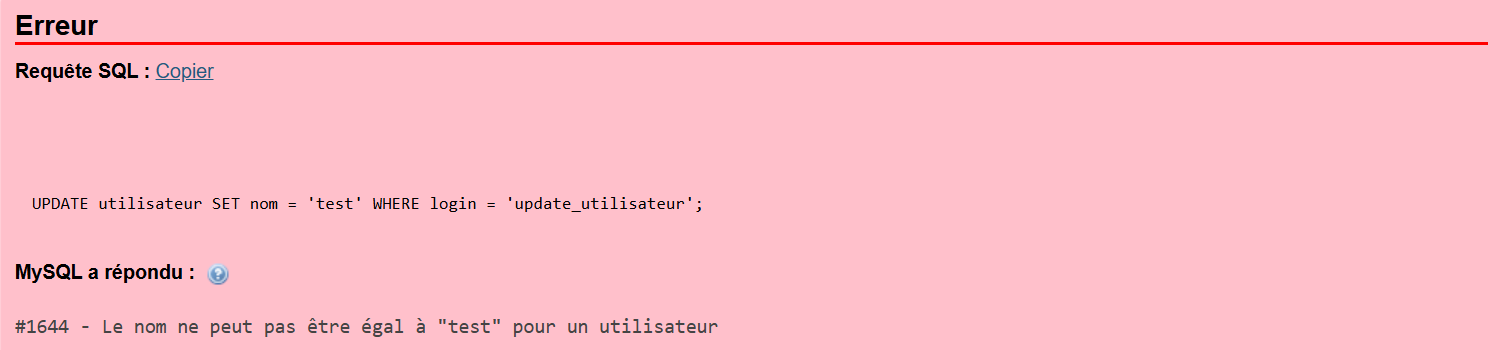 Erreur
Requête SQL : Copier
UPDATE utilisateur SET nom = 'test' WHERE login = 'update_utilisateur';
MySQL a répondu :
#1644 - Le nom ne peut pas être égal à "test" pour un utilisateur